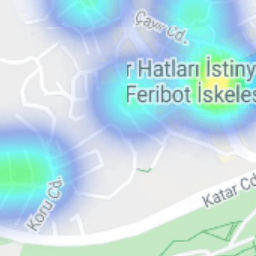 Çayır Cd.
r Hatları İstiny
Feribot İskeles
Koru Cd.
Katar Cd